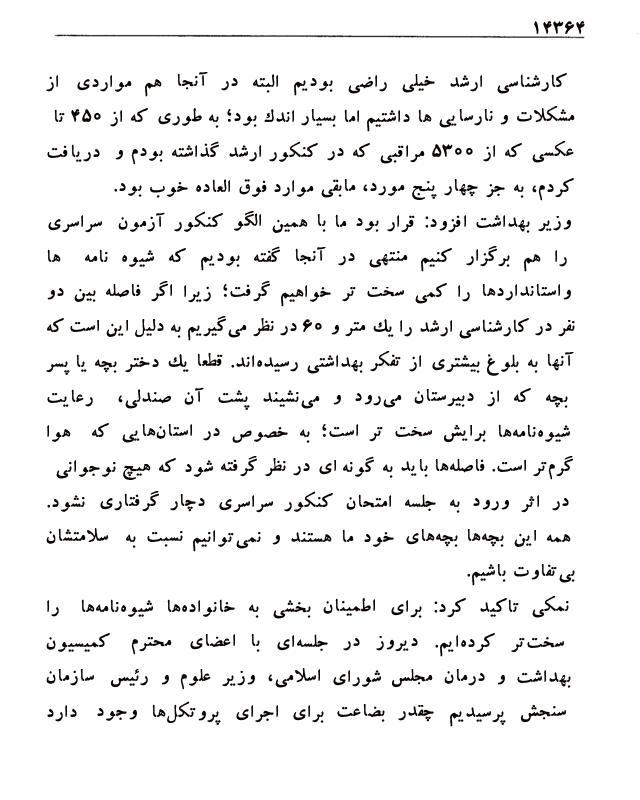 ۱۴۳۶۴
کارشناسی ارشد خیلی راضی بودیم البته در آنجا هم مواردی از
مشکلات و نارسایی ها داشتیم اما بسیار اندك بود؛ به طوری که از ۴۵۰ تا
عکسی که از ۵۳۰۰ مراقبی که در کنکور ارشد گذاشته بودم و دریافت
کردم، به جز چهار پنج مورد، مابقی موارد فوق العاده خوب بود.
وزیر بهداشت افزود: قرار بود ما با همین الگو کنکور آزمون سراسری
را هم برگزار کنیم منتهی در آنجا گفته بودیم که شیوه نامه ها
واستانداردها را کمی سخت تر خواهیم گرفت؛ زیرا اگر فاصله بین دو
نفر در کارشناسی ارشد را یك متر و ۶۰ در نظر می‌گیریم به دلیل این است که
آنها به بلوغ بیشتری از تفکر بهداشتی رسیده‌اند. قطعا یك دختر بچه یا پسر
بچه که از دبیرستان می‌رود و می‌نشیند پشت آن صندلی، رعایت
شیوه‌نامه‌ها برایش سخت تر است؛ به خصوص در استان‌هایی که هوا
گرم‌تر است. فاصله‌ها باید به گونه ای در نظر گرفته شود که هیچ نوجوانی
در اثر ورود به جلسه امتحان کنکور سراسری دچار گرفتاری نشود.
همه این بچه‌ها بچه‌های خود ما هستند و نمی‌توانیم نسبت به سلامتشان
بی‌تفاوت باشیم.
نمکی تاکید کرد: برای اطمینان بخشی به خانواده‌ها شیوه‌نامه‌ها را
سخت‌تر کرده‌ایم. دیروز در جلسه‌ای با اعضای محترم کمیسیون
بهداشت و درمان مجلس شورای اسلامی، وزیر علوم و رئیس سازمان
سنجش پرسیدیم چقدر بضاعت برای اجرای پروتکل‌ها وجود دارد